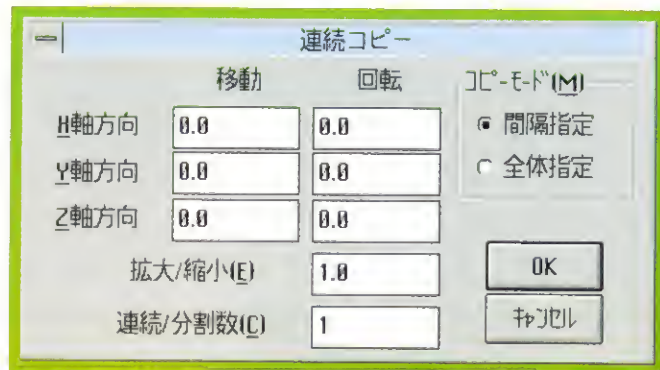 連続コピー
移動 回転 コピーモード(M)
X軸方向 0.0 0.0 間隔指定
Y軸方向 0.0 0.0 全体指定
Z軸方向 0.0 0.0
拡大/縮小(E) 1.0 OK
連続/分割数(C) 1 キャンセル